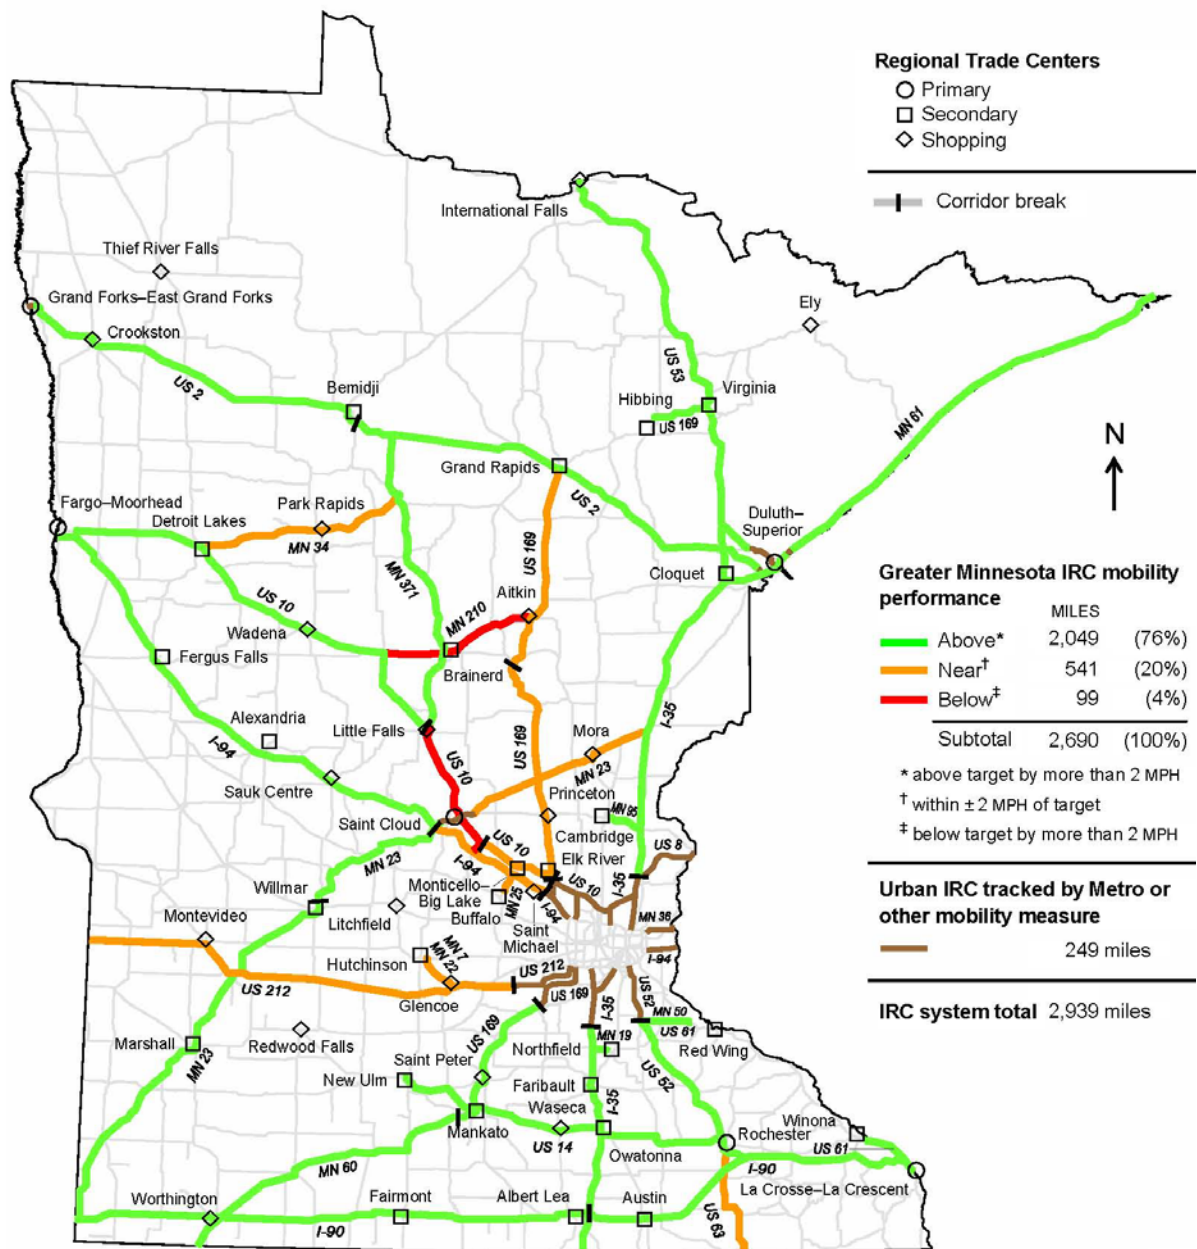 Regional Trade Centers
Primary
Secondary
Shopping
Corridor break
International Falls
Thief River Falls
Grand Forks–East Grand Forks
Crookston
Ely
US 2
US 53
Bemidji
Hibbing
Virginia
US 169
MN 61
N
Grand Rapids
US 2
Fargo–Moorhead
Park Rapids
Detroit Lakes
MN 34
Duluth–
Superior
US 169
Cloquet
MN 371
Aitkin
US 10
MN 210
Wadena
Brainerd
Fergus Falls
Greater Minnesota IRC mobility
performance
MILES
Above* 2,049 (76%)
Near† 541 (20%)
Below‡ 99 (4%)
Subtotal 2,690 (100%)
* above target by more than 2 MPH
† within ± 2 MPH of target
‡ below target by more than 2 MPH
Alexandria
Little Falls
I-94
US 169
Mora
I-35
US 10
MN 23
Sauk Centre
Princeton
MN 95
Saint Cloud
Cambridge
US 10
US 8
MN 23
I-94
Elk River
US 10
I-35
Willmar
Monticello–
Big Lake
MN 25
I-94
Buffalo
Saint
Michael
MN 36
Montevideo
Litchfield
I-94
Urban IRC tracked by Metro or
other mobility measure
249 miles
IRC system total 2,939 miles
MN 7
MN 22
Hutchinson
US 212
US 212
Glencoe
US 169
US 52
I-35
MN 50
US 61
Red Wing
US 169
MN 19
Northfield
Marshall
Redwood Falls
MN 23
Saint Peter
New Ulm
Faribault
US 52
I-35
Waseca
Mankato
US 14
Owatonna
Rochester
Winona
US 61
I-90
La Crosse–La Crescent
MN 60
Worthington
Fairmont
Albert Lea
Austin
I-90
US 63